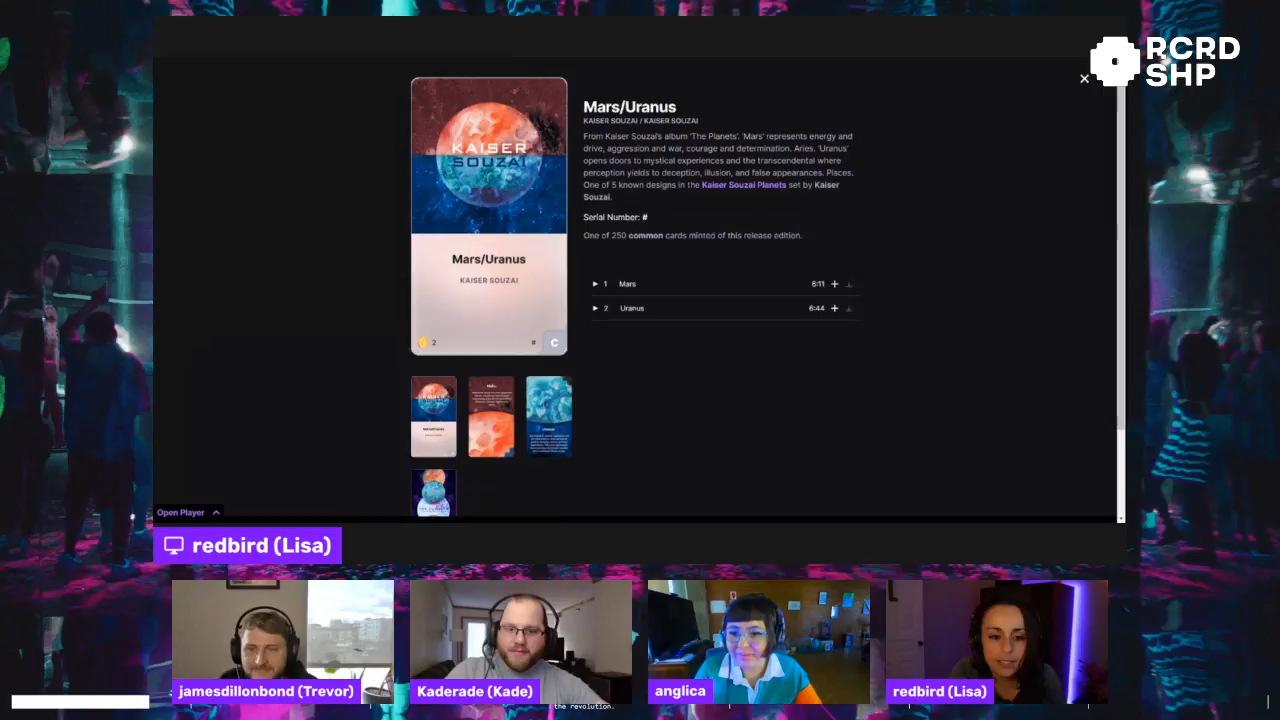 RCRD
SHP
KAISER
SOUZAI
Mars/Uranus
KAISER SOUZAI
2
#
C
Mars/Uranus
KAISER SOUZAI / KAISER SOUZAI
From Kaiser Souzai's album 'The Planets'. 'Mars' represents energy and
drive, aggression and war, courage and determination. Aries. 'Uranus'
opens doors to mystical experiences and the transcendental where
perception yields to deception, illusion, and false appearances. Pisces.
One of 5 known designs in the Kaiser Souzai Planets set by Kaiser
Souzai.
Serial Number: #
One of 250 common cards minted of this release edition.
1 Mars 6:11
2 Uranus 6:44
Open Player
redbird (Lisa)
jamesdillonbond (Trevor)
Kaderade (Kade)
anglica
redbird (Lisa)
the revolution.